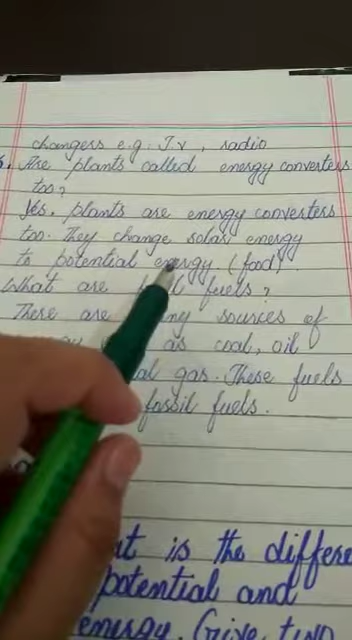 changers e.g. T.v, radio
6. Are plants called energy converters
too?
Yes, plants are energy converters
too. They change solar energy
to potential energy (food).
What are fuels?
There are sources of
as coal, oil
gas. These fuels
fossil fuels.
is the
potential and
energy. Give two